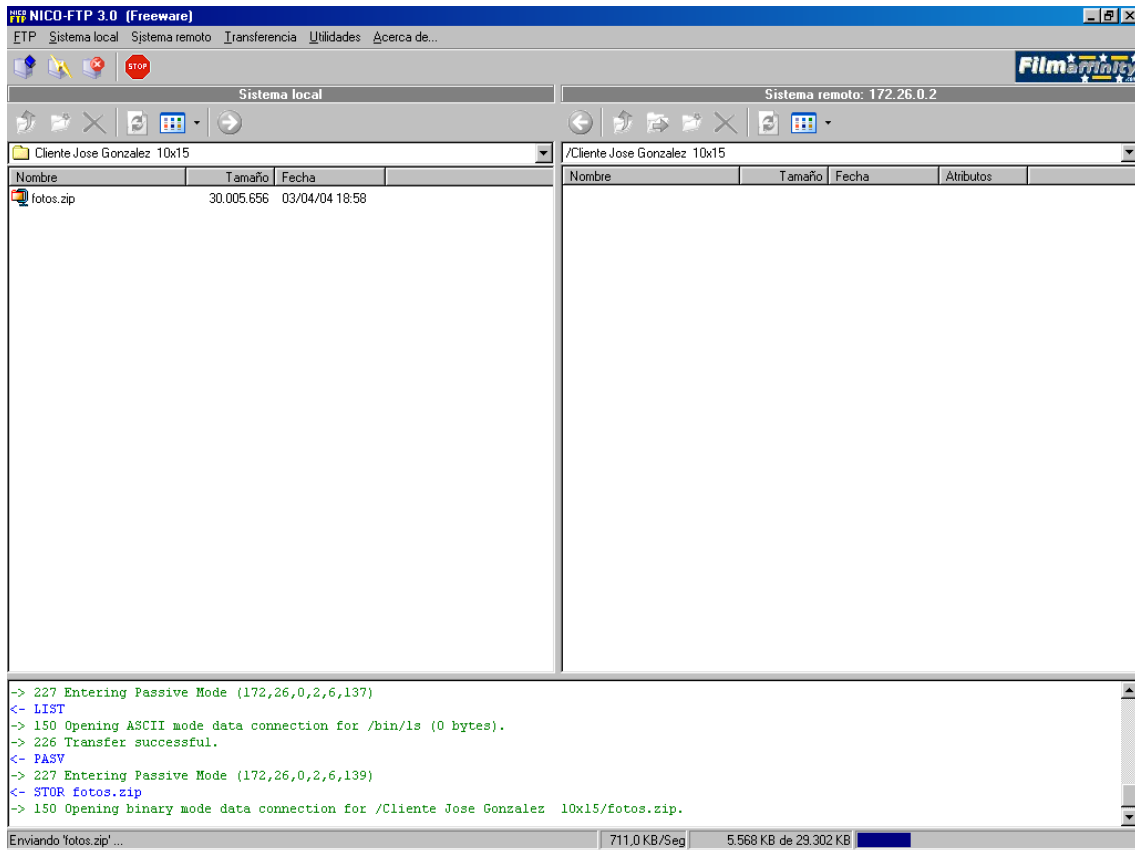 NICO FTP NICO-FTP 3.0 (Freeware)
FTP Sistema local Sistema remoto Transferencia Utilidades Acerca de...
STOP
Filmaffinity.com
Sistema local
Sistema remoto: 172.26.0.2
Cliente Jose Gonzalez 10x15
/Cliente Jose Gonzalez 10x15
Nombre Tamaño Fecha
Nombre Tamaño Fecha Atributos
fotos.zip 30.005.656 03/04/04 18:58
-> 227 Entering Passive Mode (172,26,0,2,6,137)
<- LIST
-> 150 Opening ASCII mode data connection for /bin/ls (0 bytes).
-> 226 Transfer successful.
<- PASV
-> 227 Entering Passive Mode (172,26,0,2,6,139)
<- STOR fotos.zip
-> 150 Opening binary mode data connection for /Cliente Jose Gonzalez  10x15/fotos.zip.
Enviando 'fotos.zip' ... 711,0 KB/Seg 5.568 KB de 29.302 KB